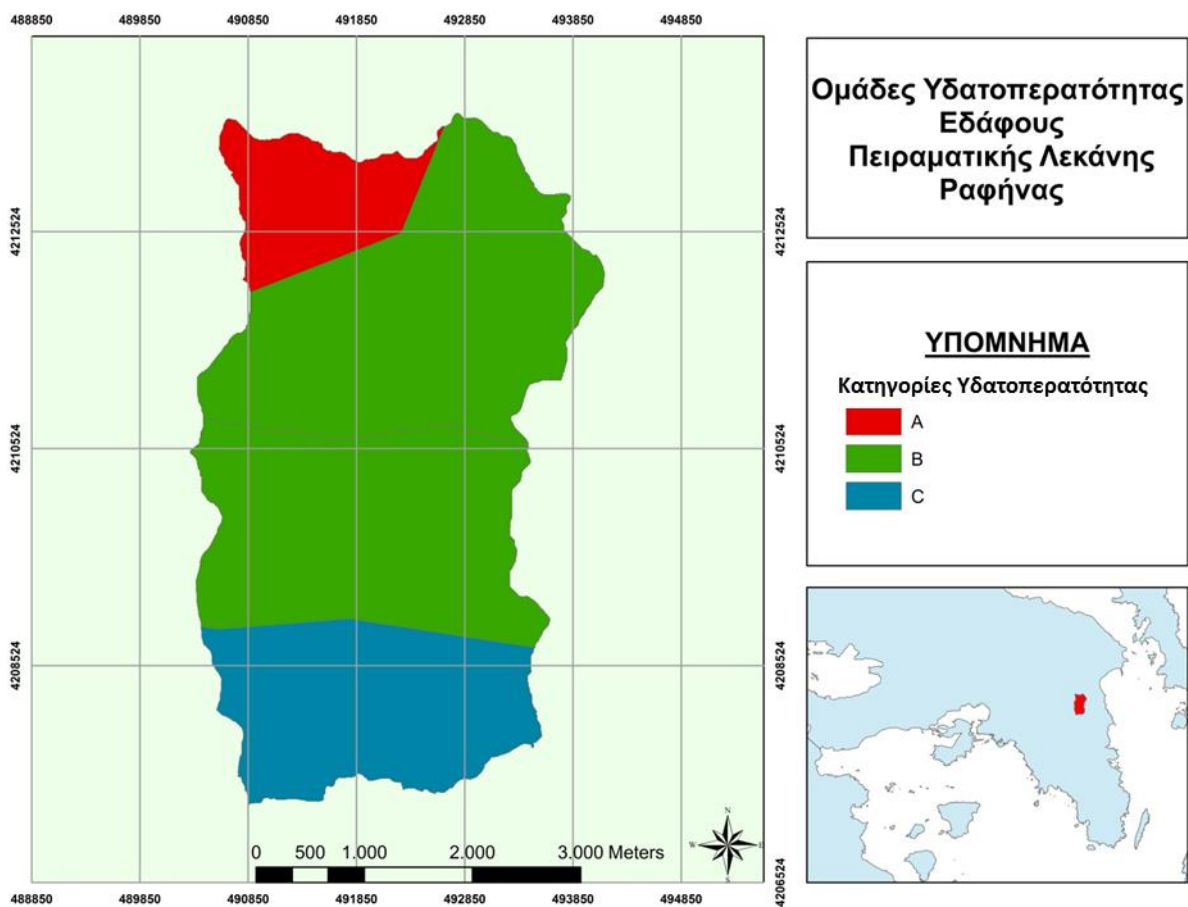 488850 489850 490850 491850 492850 493850 494850
4212524 4212524
4210524 4210524
4208524 4208524
4206524
N
W E
S
0 500 1.000 2.000 3.000 Meters
488850 489850 490850 491850 492850 493850 494850
Ομάδες Υδατοπερατότητας
Εδάφους
Πειραματικής Λεκάνης
Ραφήνας
ΥΠΟΜΝΗΜΑ
Κατηγορίες Υδατοπερατότητας
A
B
C